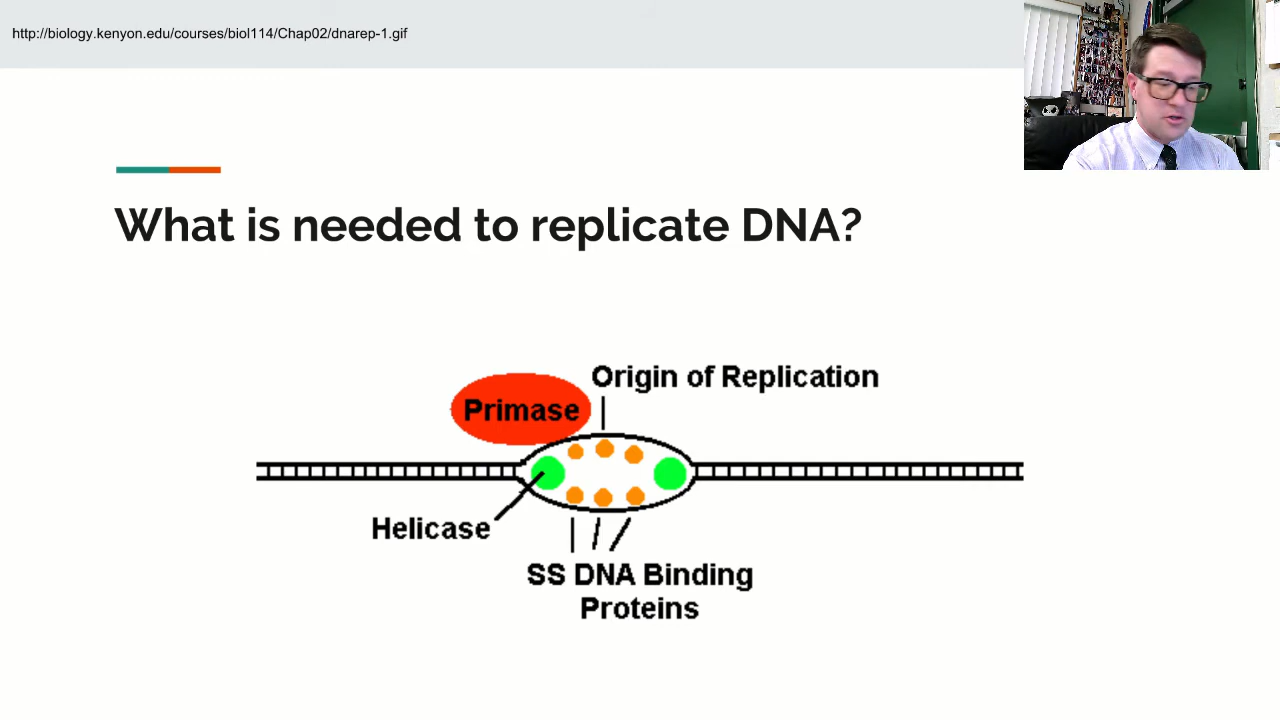 http://biology.kenyon.edu/courses/biol114/Chap02/dnarep-1.gif
What is needed to replicate DNA?
Origin of Replication
Primase
Helicase
SS DNA Binding
Proteins